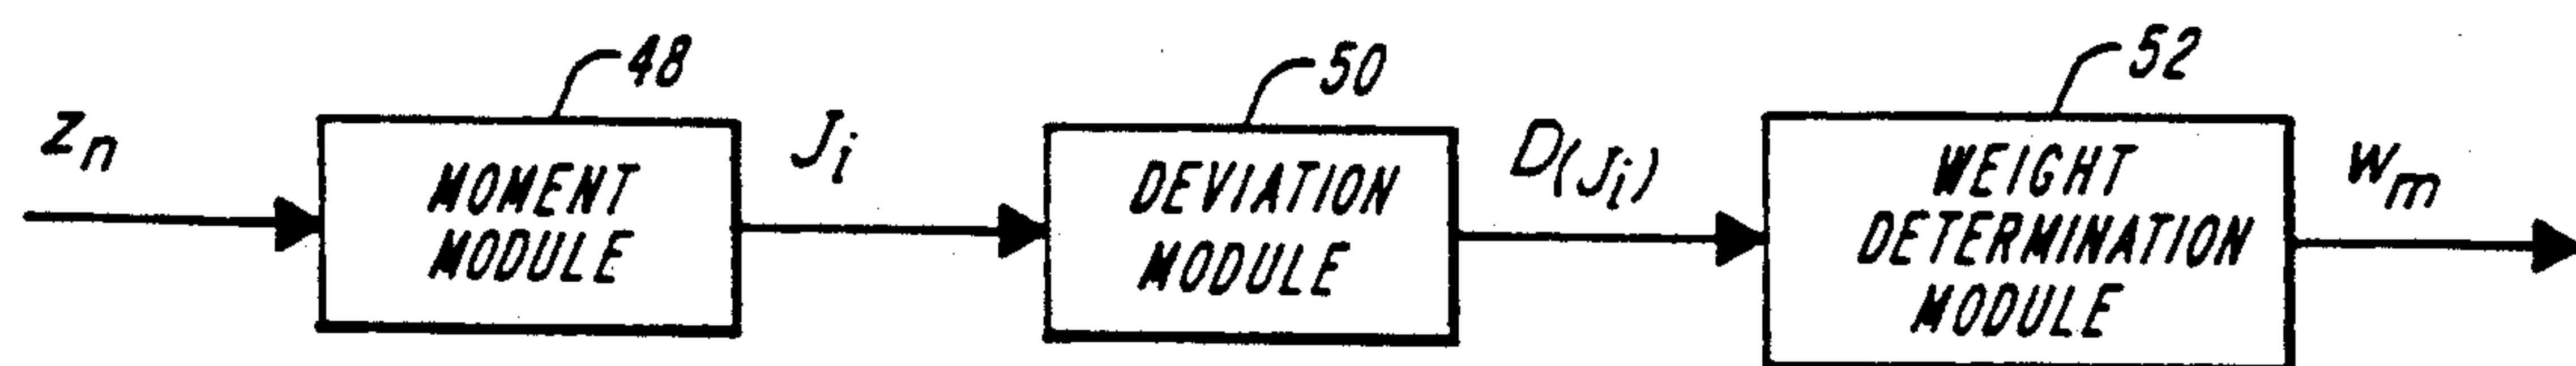 48
50
52
z_n
J_i
D(J_i)
w_m
MOMENT
MODULE
DEVIATION
MODULE
WEIGHT
DETERMINATION
MODULE